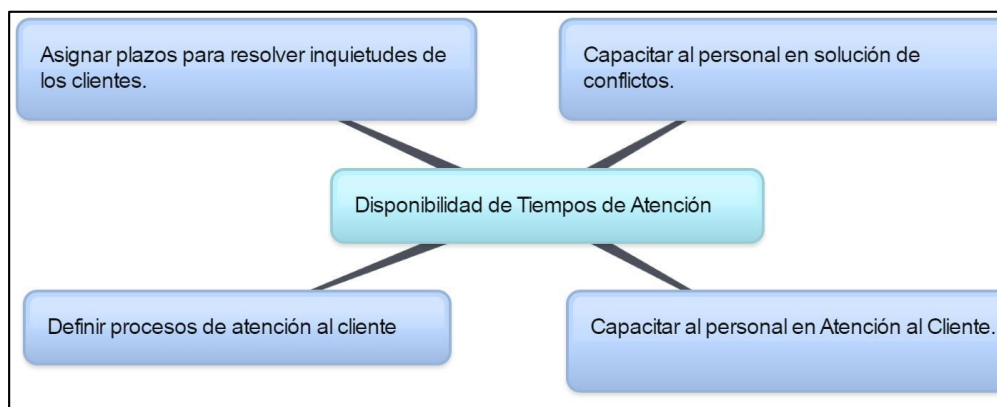 Asignar plazos para resolver inquietudes de
los clientes.
Capacitar al personal en solución de
conflictos.
Disponibilidad de Tiempos de Atención
Definir procesos de atención al cliente
Capacitar al personal en Atención al Cliente.